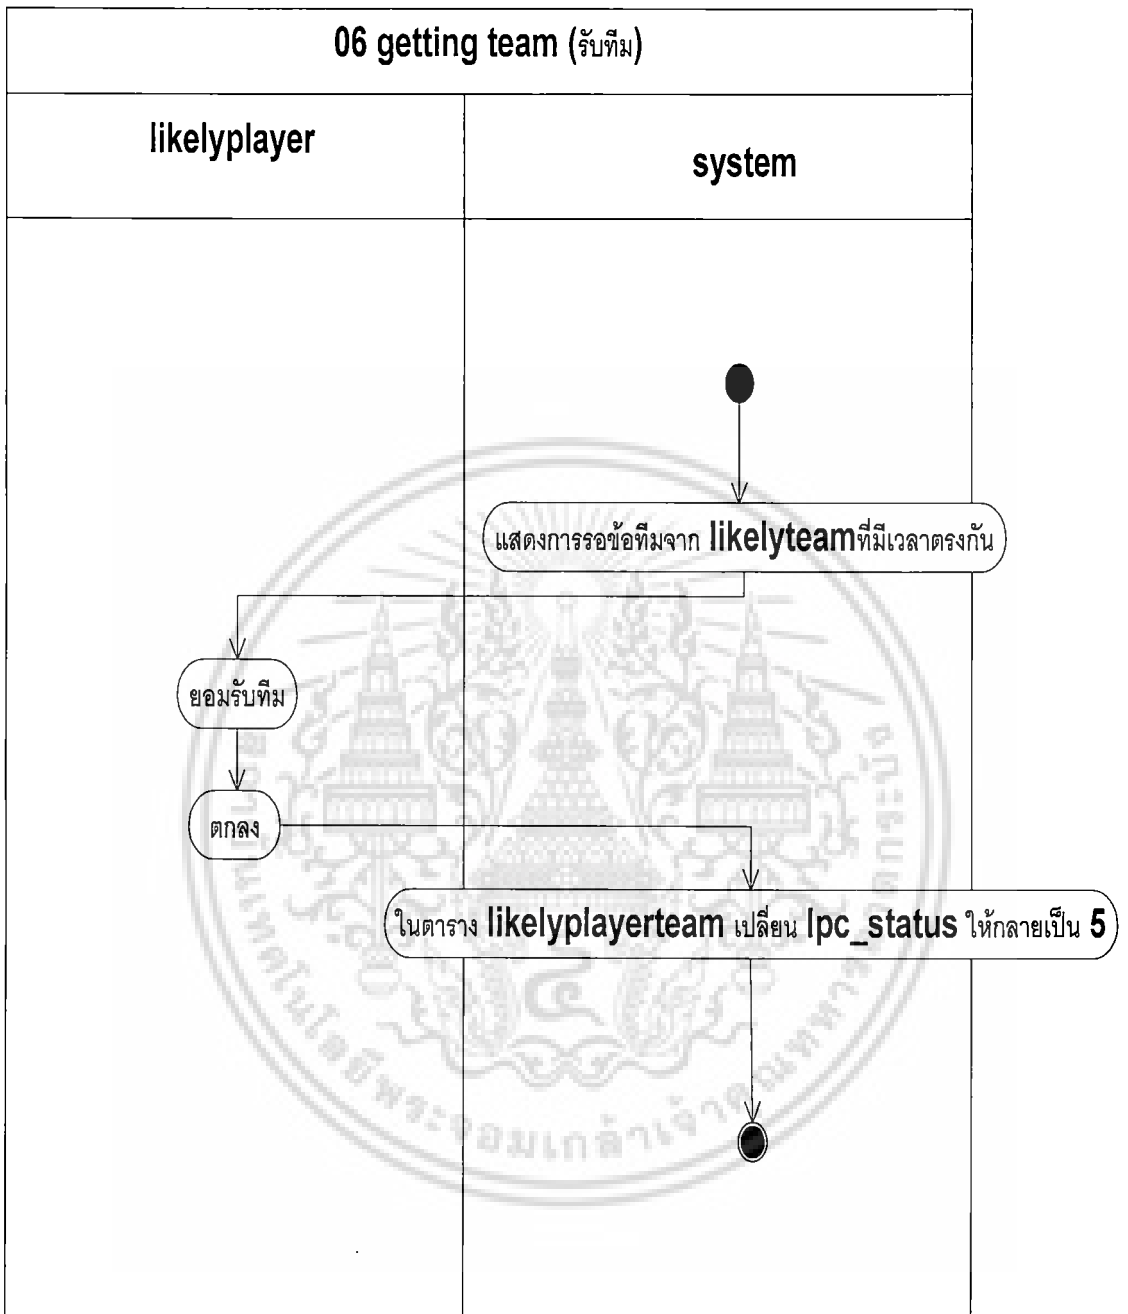 06 getting team (รับทีม)
likelyplayer
system
แสดงการรอข้อทีมจาก likelyteamที่มีเวลาตรงกัน
ยอมรับทีม
ตกลง
ในตาราง likelyplayerteam เปลี่ยน lpc_status ให้กลายเป็น 5